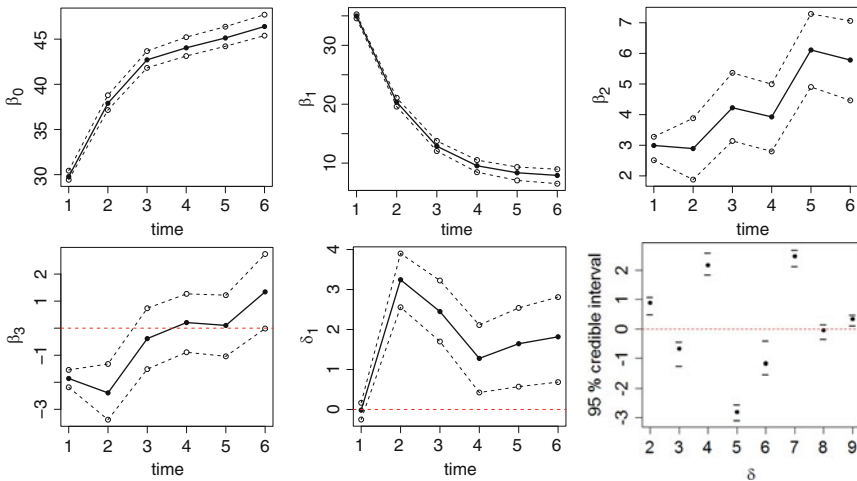 β0
30 35 40 45
1 2 3 4 5 6
time
β1
10 20 30
1 2 3 4 5 6
time
β2
2 3 4 5 6 7
1 2 3 4 5 6
time
β3
-3 -1 1 3
1 2 3 4 5 6
time
δ1
0 1 2 3 4
1 2 3 4 5 6
time
95 % credible interval
-3 -2 -1 0 1 2
2 3 4 5 6 7 8 9
δ